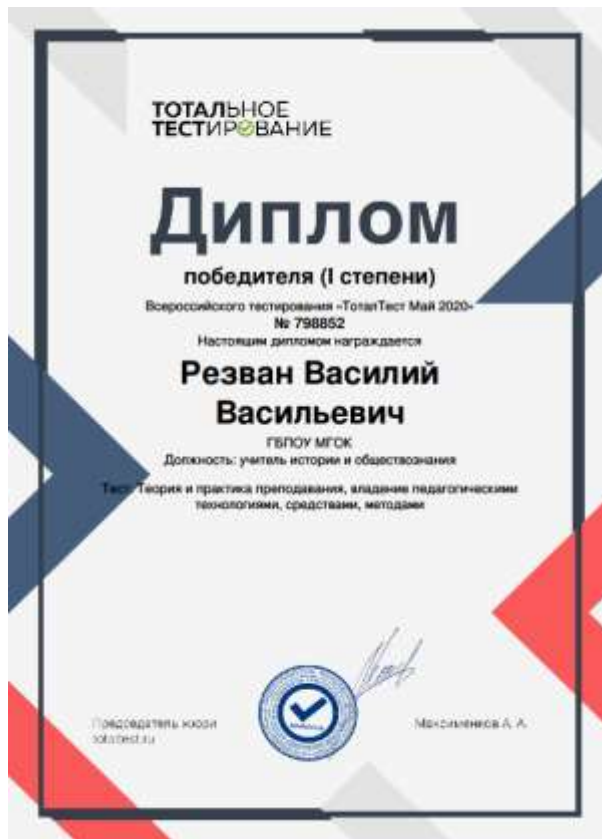 ТОТАЛЬНОЕ
ТЕСТИРОВАНИЕ
Диплом
победителя (I степени)
Всероссийского тестирования «ТоталТест Май 2020»
№ 798852
Настоящим дипломом награждается
Резван Василий
Васильевич
ГБПОУ МГОК
Должность: учитель истории и обществознания
Тест: Теория и практика преподавания, владение педагогическими
технологиями, средствами, методами
Председатель жюри
totaltest.ru
Максименков А. А.